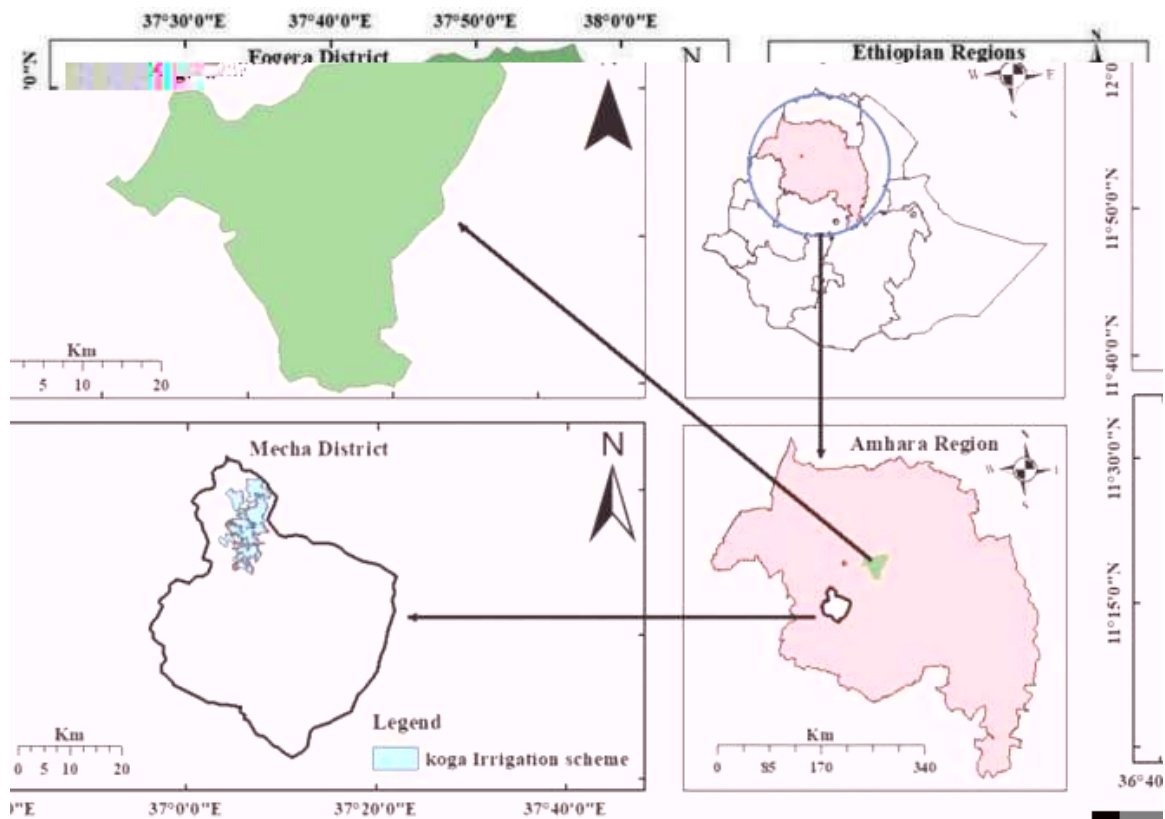 37°30'0"E 37°40'0"E 37°50'0"E 38°0'0"E
Fogera District
N
Ethiopian Regions
N
0"N
W E
12°0
11°50'0"N
11°40'0"N
Km
5 10 20
Mecha District
N
Amhara Region
W
11°30'0"N
11°15'0"N
Legend
koga Irrigation scheme
Km
0 5 10 20
Km
0 85 170 340
0"E 37°0'0"E 37°20'0"E 37°40'0"E
36°40